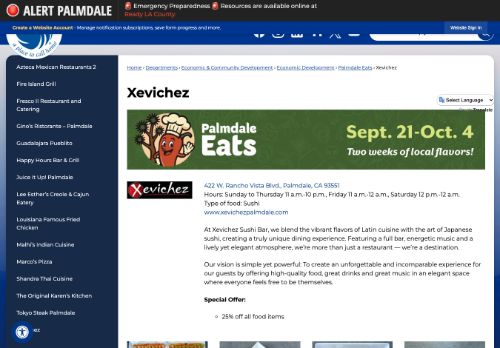 ALERT PALMDALE
🚨 Emergency Preparedness 🚨 Resources are available online at
Ready LA County.
Create a Website Account - Manage notification subscriptions, save form progress and more.
Website Sign In
a place to call home
Aztecs Mexican Restaurants 2
Fire Island Grill
Fresco II Restaurant and
Catering
Gino's Ristorante – Palmdale
Guadalajara Pueblito
Happy Hours Bar & Grill
Juice It Up! Palmdale
Lee Esther's Creole & Cajun
Eatery
Louisiana Famous Fried
Chicken
Malhi's Indian Cuisine
Marco's Pizza
Shandra Thai Cuisine
The Original Karen's Kitchen
Tokyo Steak Palmdale
Home › Departments › Economic & Community Development › Economic Development › Palmdale Eats › Xevichez
Xevichez
Select Language
Translate
Palmdale
Eats
Sept. 21-Oct. 4
Two weeks of local flavors!
Xevichez
422 W. Rancho Vista Blvd., Palmdale, CA 93551
Hours: Sunday to Thursday 11 a.m.-10 p.m., Friday 11 a.m.-12 a.m., Saturday 12 p.m.-12 a.m.
Type of food: Sushi
www.xevichezpalmdale.com
At Xevichez Sushi Bar, we blend the vibrant flavors of Latin cuisine with the art of Japanese
sushi, creating a truly unique dining experience. Featuring a full bar, energetic music and a
lively yet elegant atmosphere, we're more than just a restaurant — we're a destination.
Our vision is simple yet powerful: To create an unforgettable and incomparable experience for
our guests by offering high-quality food, great drinks and great music in an elegant space
where everyone feels free to be themselves.
Special Offer:
25% off all food items